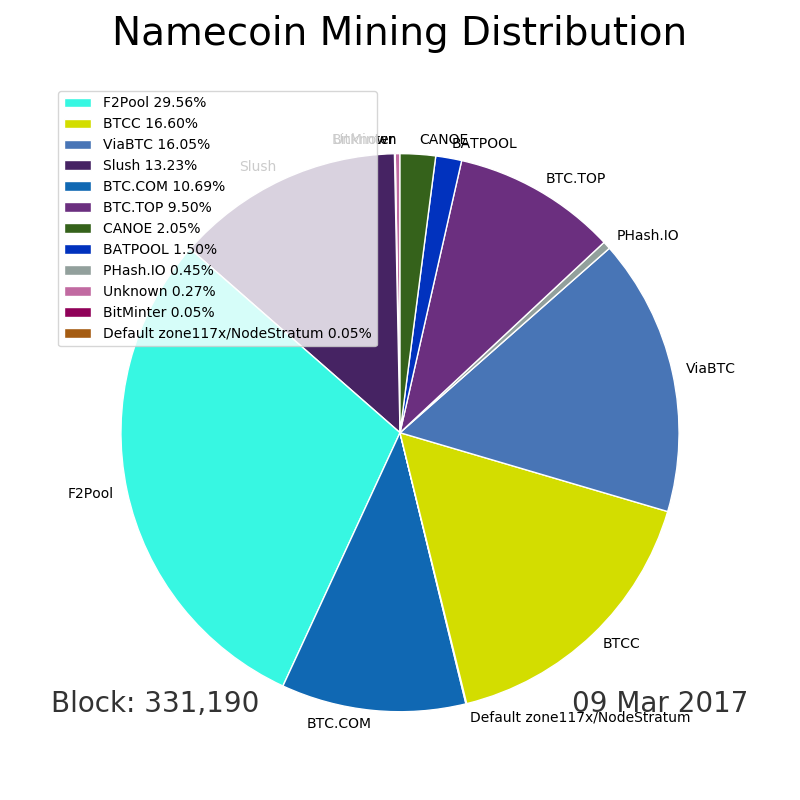 Namecoin Mining Distribution
F2Pool 29.56%
BTCC 16.60%
ViaBTC 16.05%
Slush 13.23%
BTC.COM 10.69%
BTC.TOP 9.50%
CANOE 2.05%
BATPOOL 1.50%
PHash.IO 0.45%
Unknown 0.27%
BitMinter 0.05%
Default zone117x/NodeStratum 0.05%
BitMinter
Unknown
CANOE
BATPOOL
Slush
BTC.TOP
PHash.IO
ViaBTC
F2Pool
BTCC
Block: 331,190
09 Mar 2017
Default zone117x/NodeStratum
BTC.COM